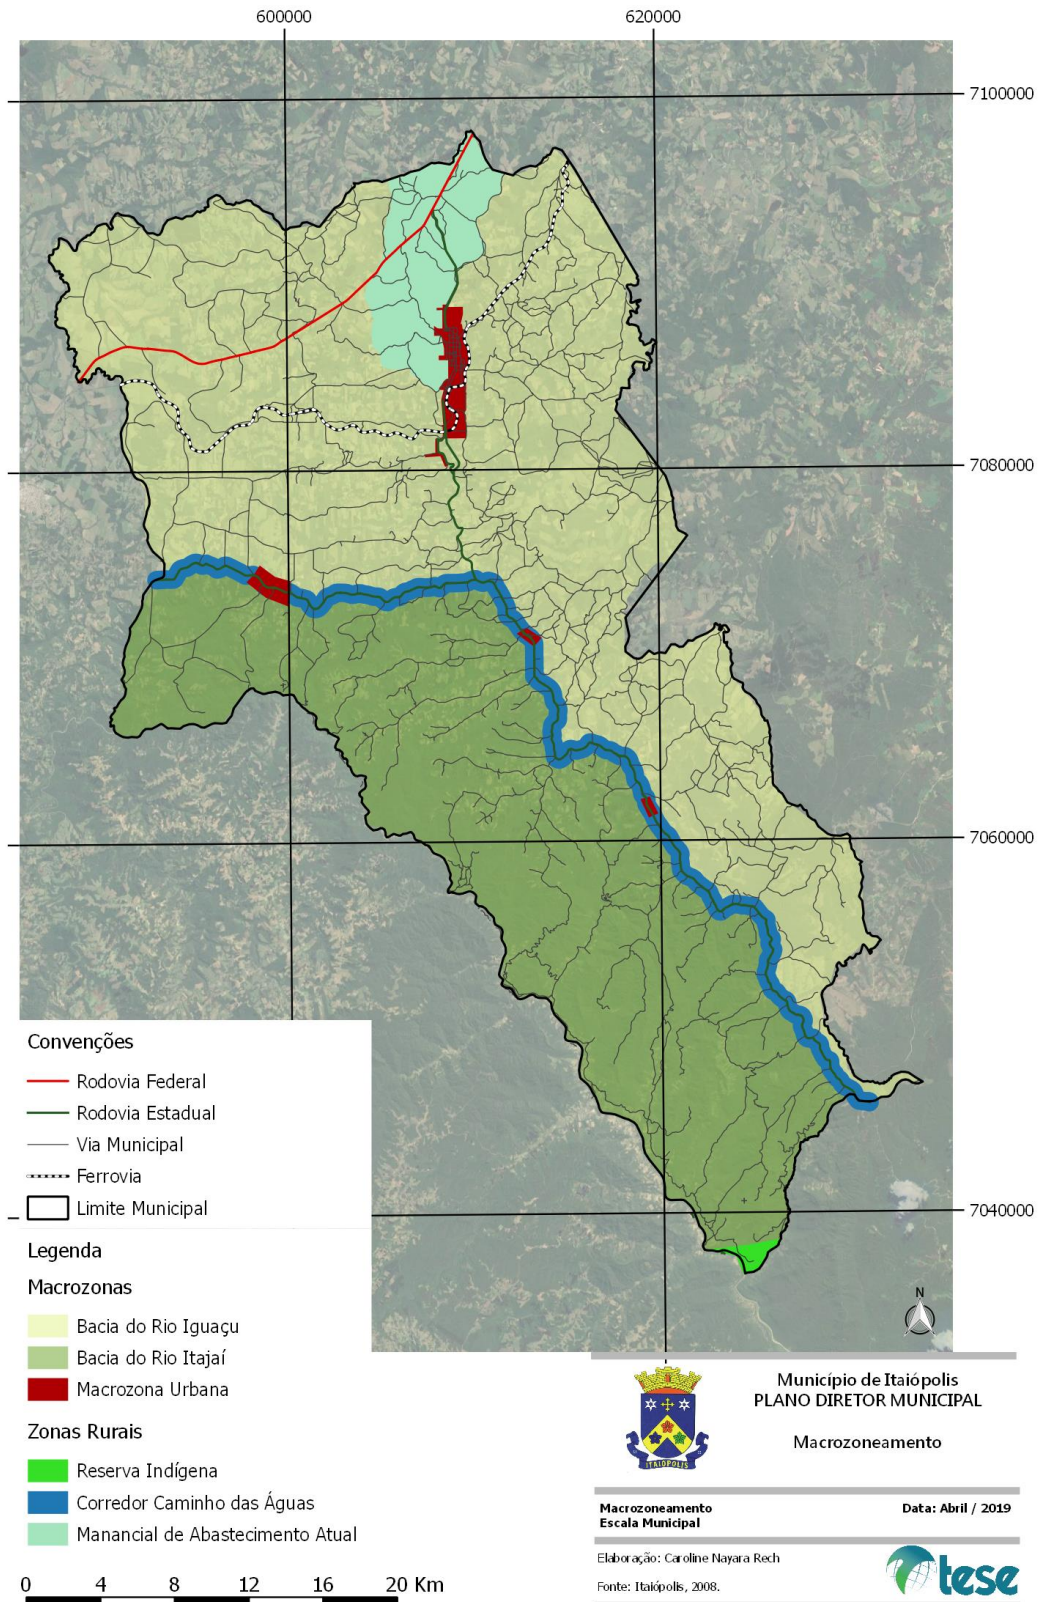 600000
620000
7100000
7080000
7060000
7040000
Convenções
Rodovia Federal
Rodovia Estadual
Via Municipal
Ferrovia
Limite Municipal
Legenda
Macrozonas
Bacia do Rio Iguaçu
Bacia do Rio Itajaí
Macrozona Urbana
Zonas Rurais
Reserva Indígena
Corredor Caminho das Águas
Manancial de Abastecimento Atual
0 4 8 12 16 20 Km
N
ITAIOPOLIS
Município de Itaiópolis
PLANO DIRETOR MUNICIPAL
Macrozoneamento
Macrozoneamento
Escala Municipal
Data: Abril / 2019
Elaboração: Caroline Nayara Rech
Fonte: Itaiópolis, 2008.
tese